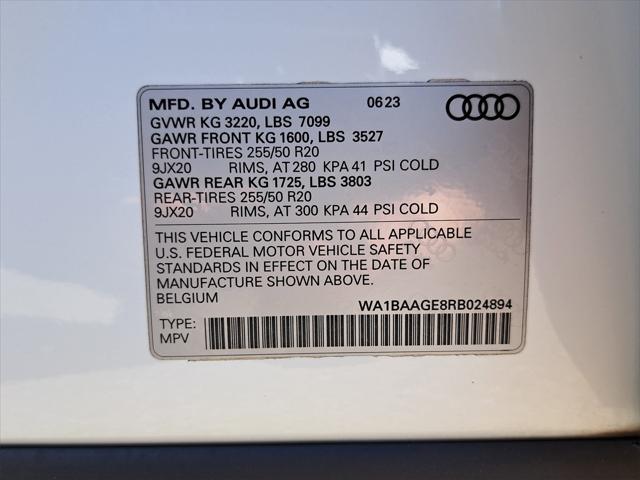 MFD. BY AUDI AG 0623
GVWR KG 3220, LBS 7099
GAWR FRONT KG 1600, LBS 3527
FRONT-TIRES 255/50 R20
9JX20 RIMS, AT 280 KPA 41 PSI COLD
GAWR REAR KG 1725, LBS 3803
REAR-TIRES 255/50 R20
9JX20 RIMS, AT 300 KPA 44 PSI COLD
THIS VEHICLE CONFORMS TO ALL APPLICABLE
U.S. FEDERAL MOTOR VEHICLE SAFETY
STANDARDS IN EFFECT ON THE DATE OF
MANUFACTURE SHOWN ABOVE.
BELGIUM WA1BAAGE8RB024894
TYPE:
MPV